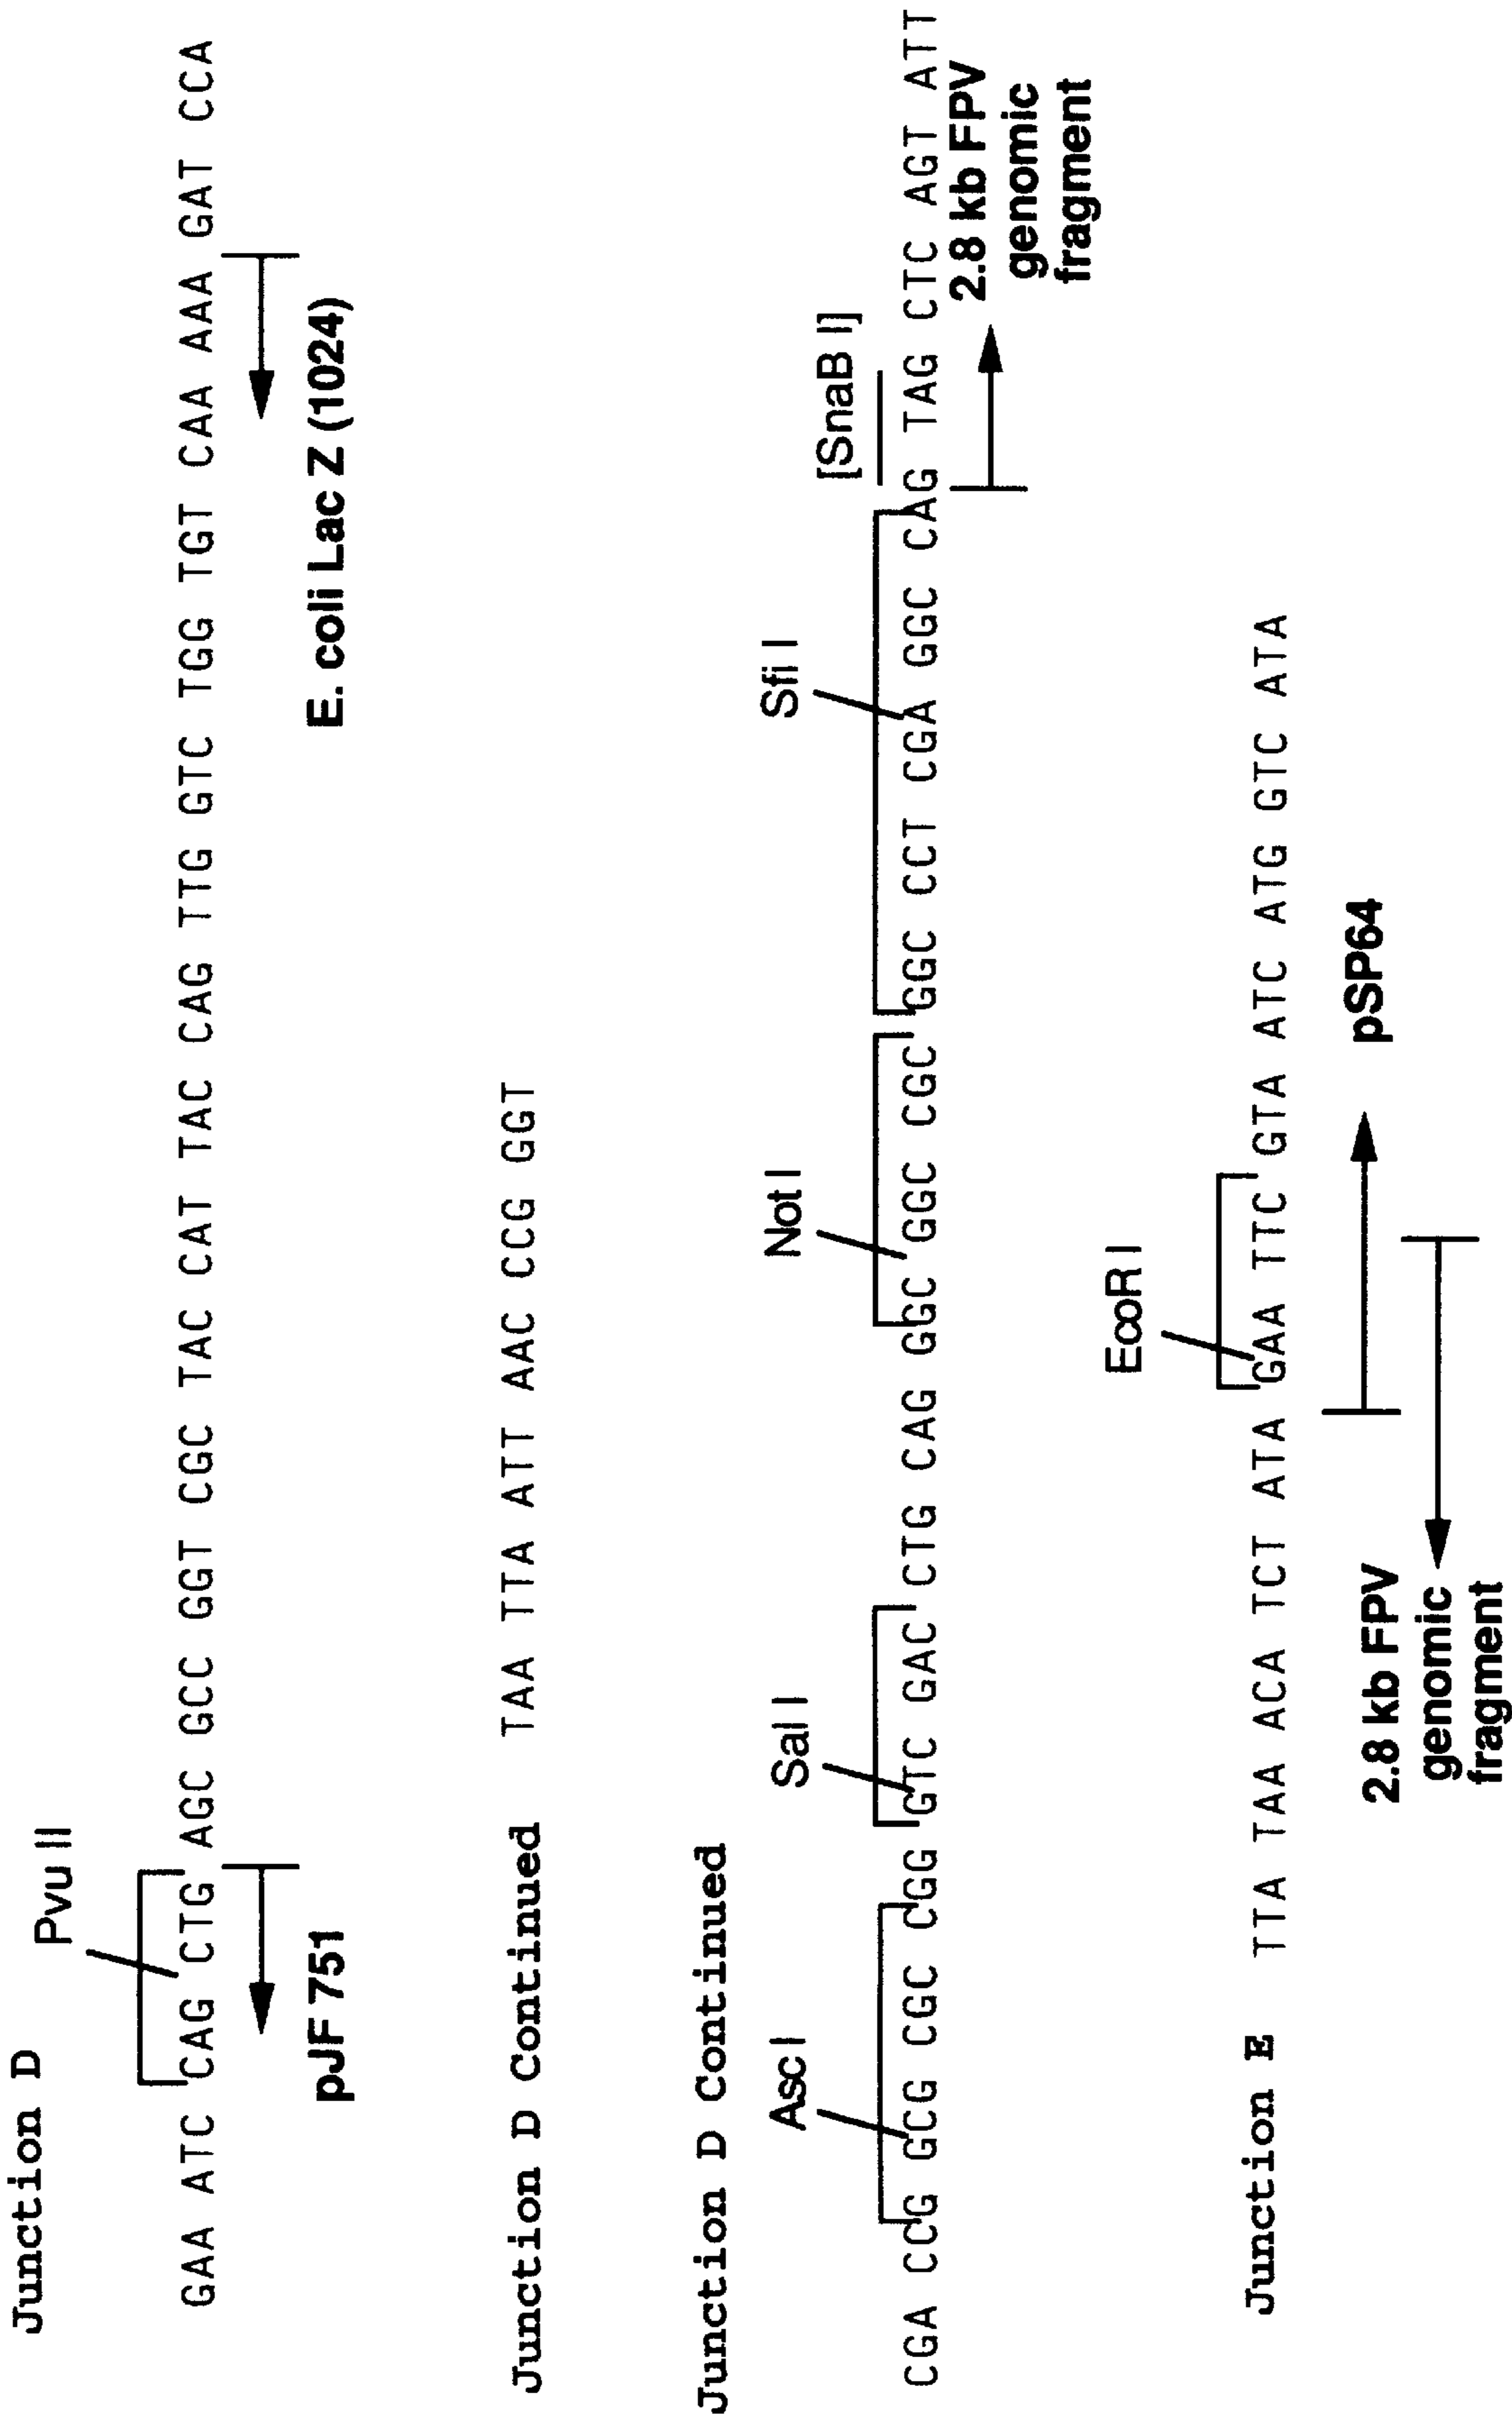 Junction D
Pvu II
GAA ATC CAG CTG AGC GCC GGT CGC TAC CAT TAC CAG TTG GTC TGG TGT CAA AAA GAT CCA
pJF 751
E. coli Lac Z (1024)
Junction D Continued
TAA TTA ATT AAC CCG GGT
Junction D Continued
Asc I
Sal I
Not I
Sfi I
[SnaB I]
CGA CCG GCG CGC CGG GTC GAC CTG CAG GGC GGC CGC GGC CCT CGA GGC CAG TAG CTC AGT ATT
2.8 kb FPV
genomic
fragment
EcoR I
Junction E
TTA TAA ACA TCT ATA GAA TTC GTA ATC ATG GTC ATA
pSP64
2.8 kb FPV
genomic
fragment